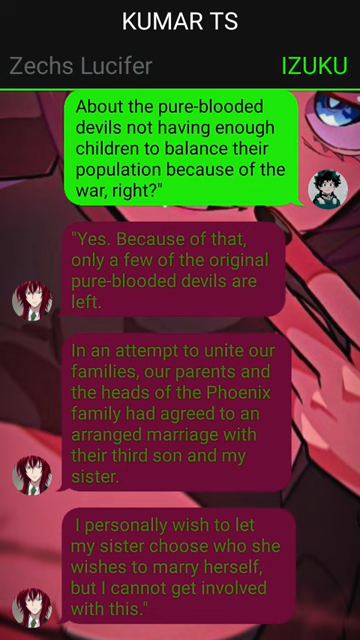 KUMAR TS
Zechs Lucifer
IZUKU
About the pure-blooded
devils not having enough
children to balance their
population because of the
war, right?"
"Yes. Because of that,
only a few of the original
pure-blooded devils are
left.
In an attempt to unite our
families, our parents and
the heads of the Phoenix
family had agreed to an
arranged marriage with
their third son and my
sister.
I personally wish to let
my sister choose who she
wishes to marry herself,
but I cannot get involved
with this."